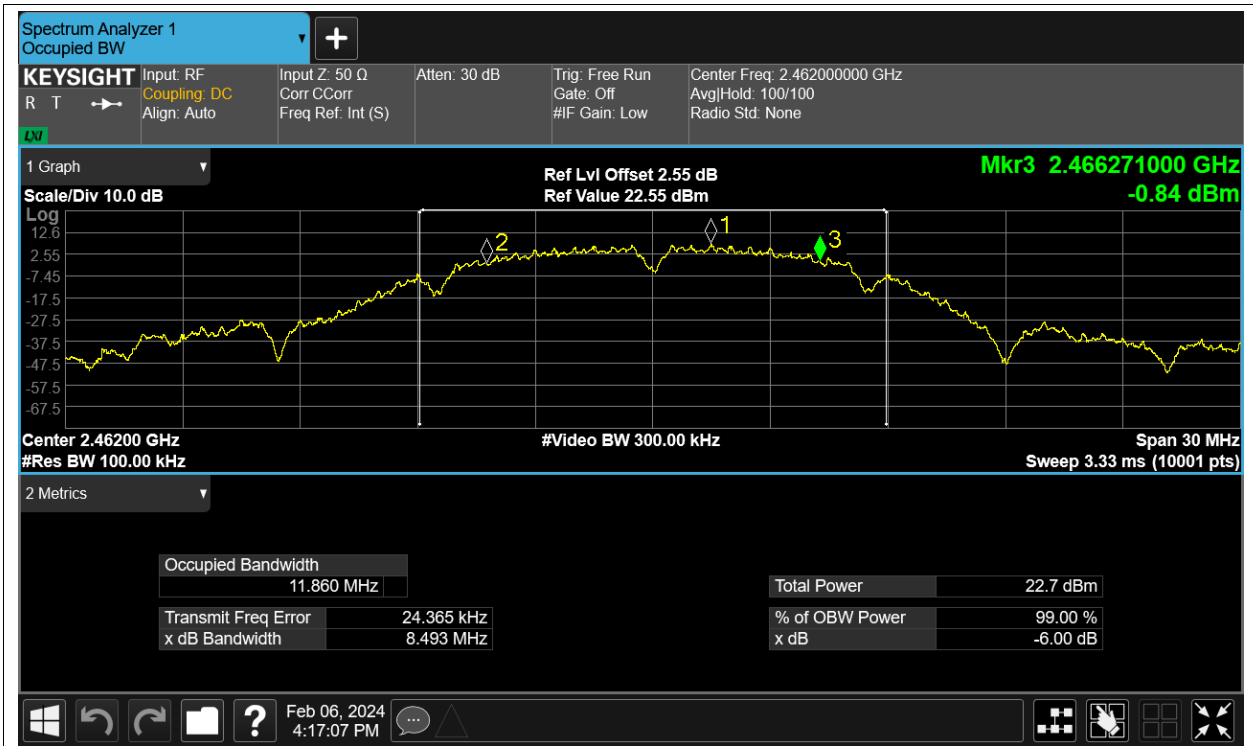 Spectrum Analyzer 1
Occupied BW
KEYSIGHT
R T
LXI
Input: RF
Coupling: DC
Align: Auto
Input Z: 50 Ω
Corr CCorr
Freq Ref: Int (S)
Atten: 30 dB
Trig: Free Run
Gate: Off
#IF Gain: Low
Center Freq: 2.462000000 GHz
Avg|Hold: 100/100
Radio Std: None
1 Graph
Scale/Div 10.0 dB
Ref Lvl Offset 2.55 dB
Ref Value 22.55 dBm
Mkr3 2.466271000 GHz
-0.84 dBm
Log
12.6
2.55
-7.45
-17.5
-27.5
-37.5
-47.5
-57.5
-67.5
2
1
3
Center 2.46200 GHz
#Video BW 300.00 kHz
Span 30 MHz
#Res BW 100.00 kHz
Sweep 3.33 ms (10001 pts)
2 Metrics
Occupied Bandwidth
11.860 MHz
Total Power 22.7 dBm
Transmit Freq Error 24.365 kHz
% of OBW Power 99.00 %
x dB Bandwidth 8.493 MHz
x dB -6.00 dB
Feb 06, 2024
4:17:07 PM